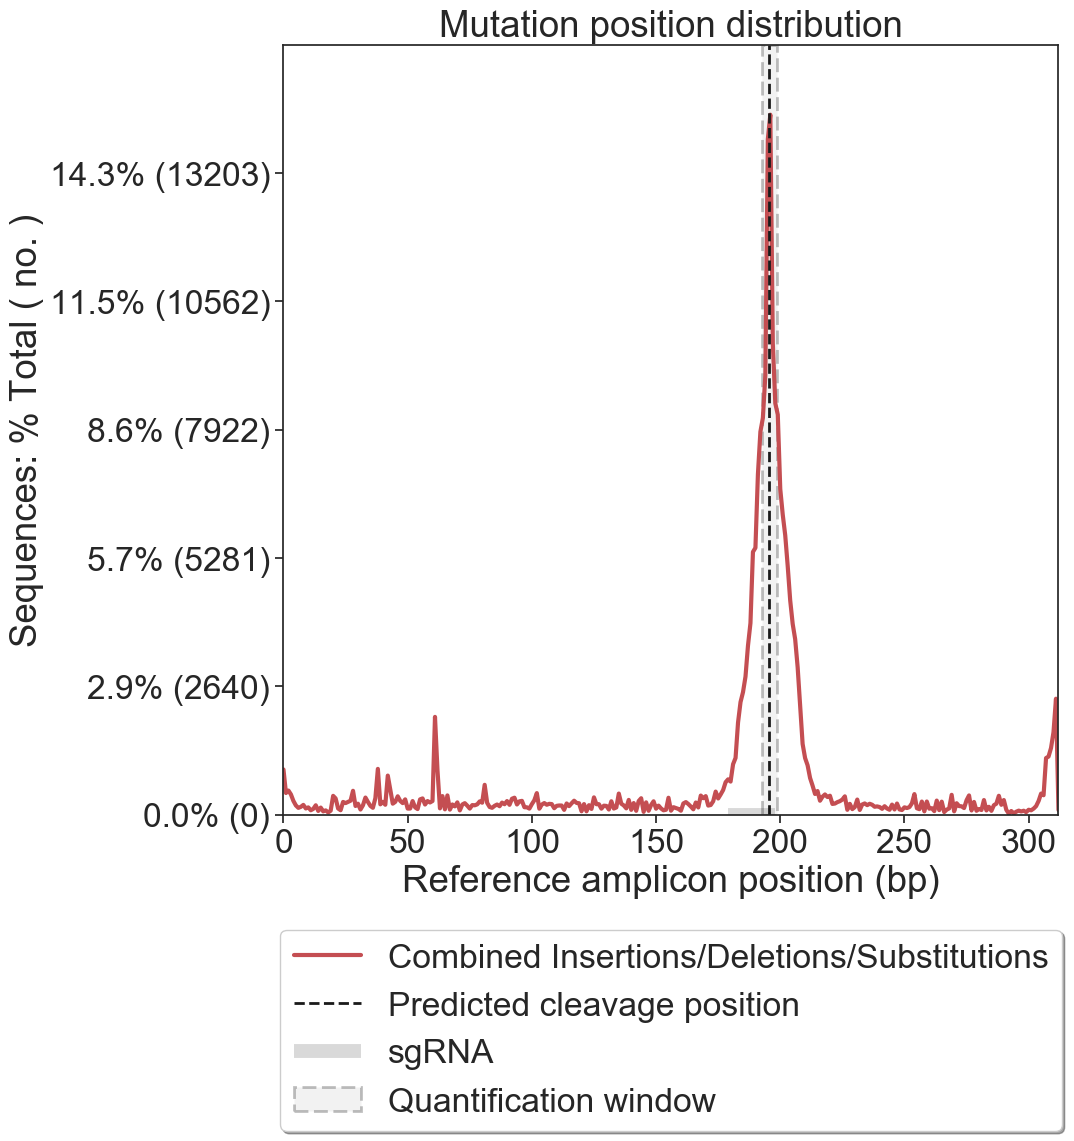 Mutation position distribution
Sequences: % Total ( no. )
14.3% (13203)
11.5% (10562)
8.6% (7922)
5.7% (5281)
2.9% (2640)
0.0% (0)
0 50 100 150 200 250 300
Reference amplicon position (bp)
Combined Insertions/Deletions/Substitutions
Predicted cleavage position
sgRNA
Quantification window